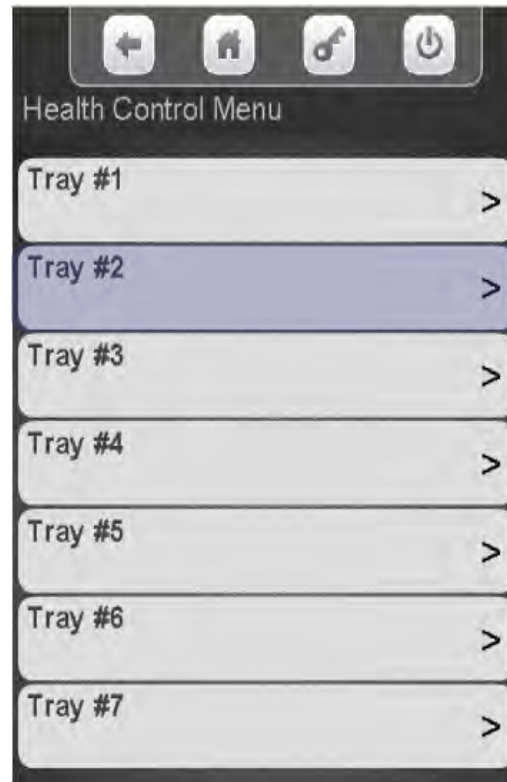 Health Control Menu
Tray #1
>
Tray #2
>
Tray #3
>
Tray #4
>
Tray #5
>
Tray #6
>
Tray #7
>